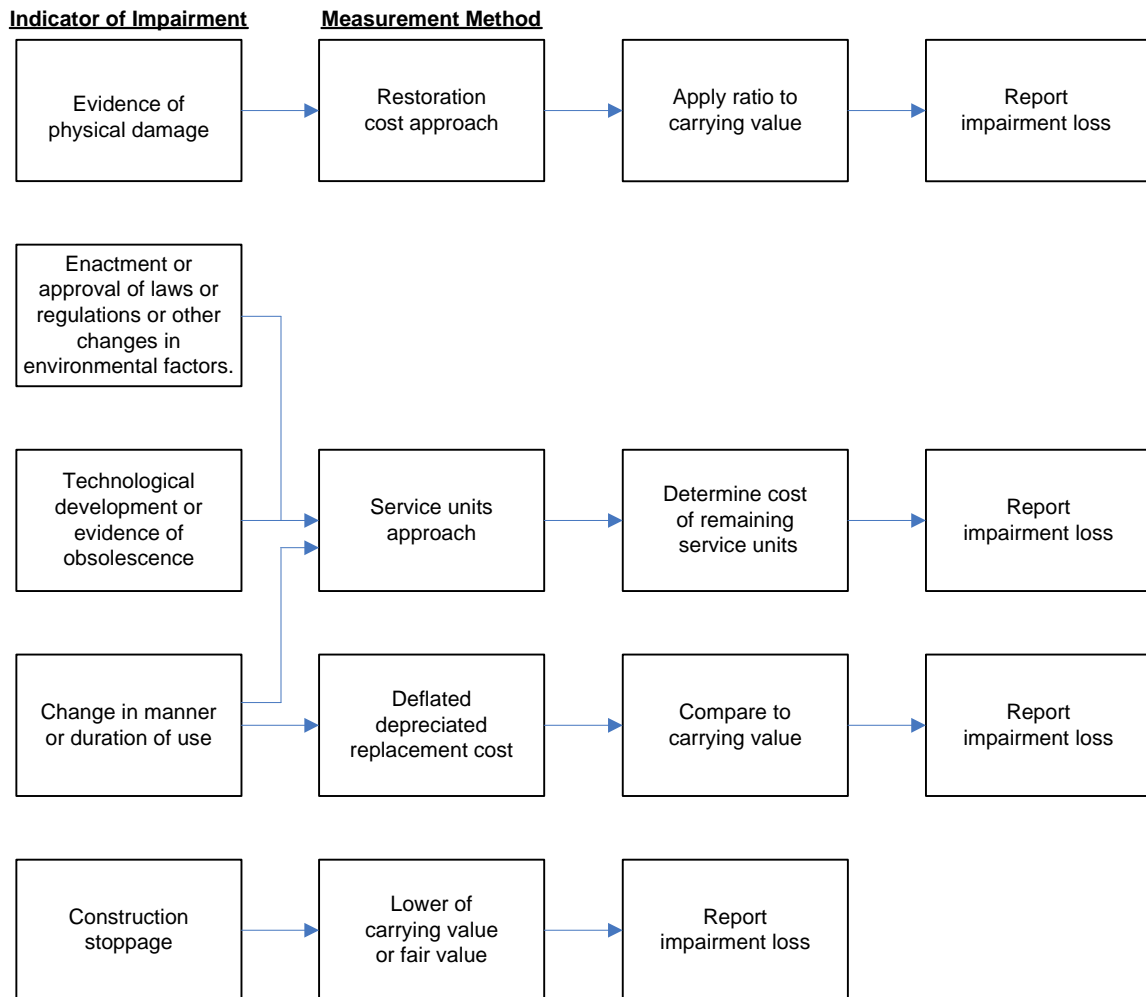 Indicator of Impairment
Measurement Method
Evidence of
physical damage
Restoration
cost approach
Apply ratio to
carrying value
Report
impairment loss
Enactment or
approval of laws or
regulations or other
changes in
environmental factors.
Technological
development or
evidence of
obsolescence
Service units
approach
Determine cost
of remaining
service units
Report
impairment loss
Change in manner
or duration of use
Deflated
depreciated
replacement cost
Compare to
carrying value
Report
impairment loss
Construction
stoppage
Lower of
carrying value
or fair value
Report
impairment loss